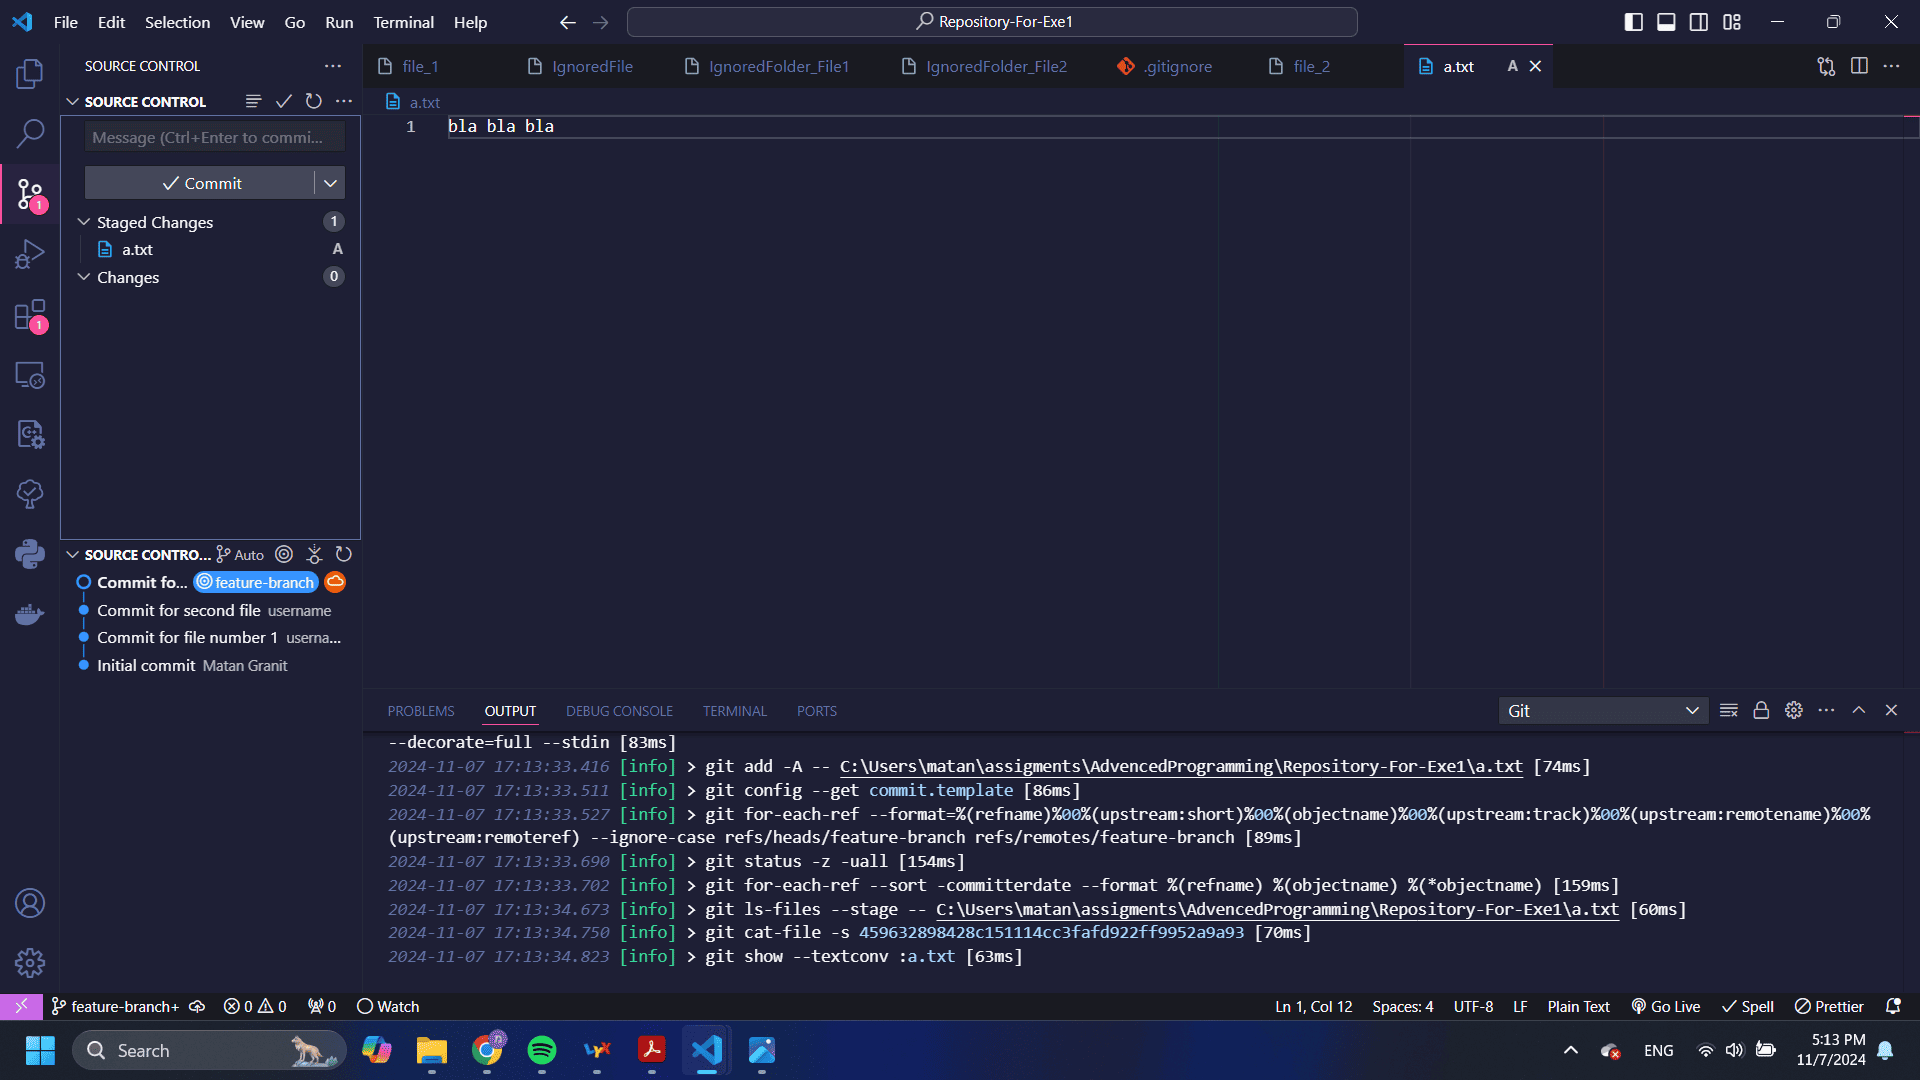 File Edit Selection View Go Run Terminal Help
Repository-For-Exe1
SOURCE CONTROL
file_1 IgnoredFile IgnoredFolder_File1 IgnoredFolder_File2 .gitignore file_2 a.txt A
SOURCE CONTROL
a.txt
1 bla bla bla
Message (Ctrl+Enter to commi...
Commit
Staged Changes 1
a.txt A
Changes 0
SOURCE CONTRO... Auto
Commit fo... feature-branch
Commit for second file username
Commit for file number 1 userna...
Initial commit Matan Granit
1
1
PROBLEMS OUTPUT DEBUG CONSOLE TERMINAL PORTS
Git
--decorate=full --stdin [83ms]
2024-11-07 17:13:33.416 [info] > git add -A -- C:\Users\matan\assigments\AdvencedProgramming\Repository-For-Exe1\a.txt [74ms]
2024-11-07 17:13:33.511 [info] > git config --get commit.template [86ms]
2024-11-07 17:13:33.527 [info] > git for-each-ref --format=%(refname)%00%(upstream:short)%00%(objectname)%00%(upstream:track)%00%(upstream:remotename)%00%
(upstream:remoteref) --ignore-case refs/heads/feature-branch refs/remotes/feature-branch [89ms]
2024-11-07 17:13:33.690 [info] > git status -z -uall [154ms]
2024-11-07 17:13:33.702 [info] > git for-each-ref --sort -committerdate --format %(refname) %(objectname) %(*objectname) [159ms]
2024-11-07 17:13:34.673 [info] > git ls-files --stage -- C:\Users\matan\assigments\AdvencedProgramming\Repository-For-Exe1\a.txt [60ms]
2024-11-07 17:13:34.750 [info] > git cat-file -s 459632898428c151114cc3fafd922ff9952a9a93 [70ms]
2024-11-07 17:13:34.823 [info] > git show --textconv :a.txt [63ms]
feature-branch+ 0 0 0 Watch
Ln 1, Col 12 Spaces: 4 UTF-8 LF Plain Text Go Live Spell Prettier
Search
ENG
5:13 PM
11/7/2024